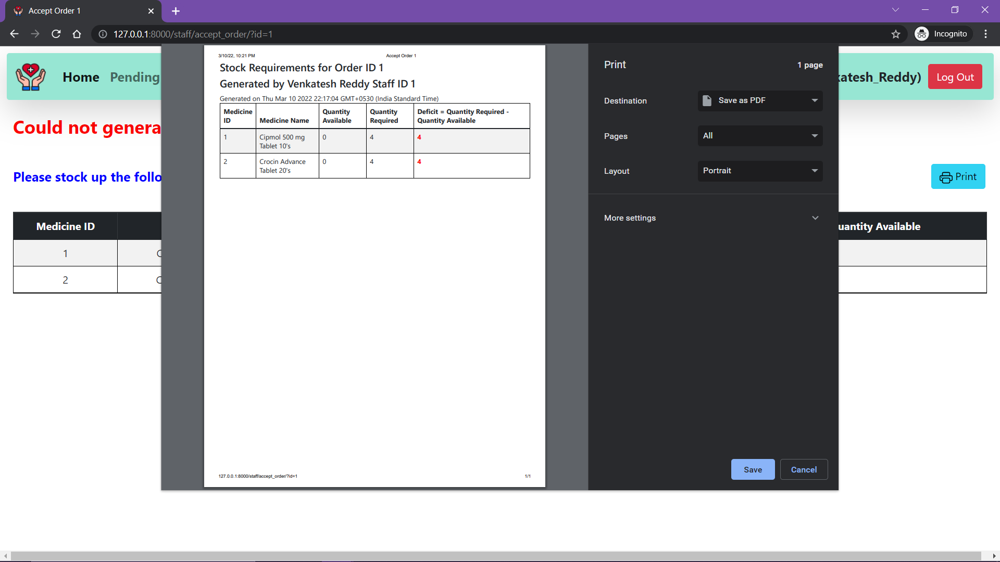 Accept Order 1
127.0.0.1:8000/staff/accept_order/?id=1
Incognito
Home Pending
katesh_Reddy) Log Out
Could not genera
Please stock up the follo
Print
Medicine ID
uantity Available
1 C
2 C
3/10/22, 10:21 PM Accept Order 1
Stock Requirements for Order ID 1
Generated by Venkatesh Reddy Staff ID 1
Generated on Thu Mar 10 2022 22:17:04 GMT+0530 (India Standard Time)
Medicine ID Medicine Name Quantity Available Quantity Required Deficit = Quantity Required - Quantity Available
1 Cipmol 500 mg Tablet 10's 0 4 4
2 Crocin Advance Tablet 20's 0 4 4
127.0.0.1:8000/staff/accept_order/?id=1 1/1
Print 1 page
Destination Save as PDF
Pages All
Layout Portrait
More settings
Save Cancel